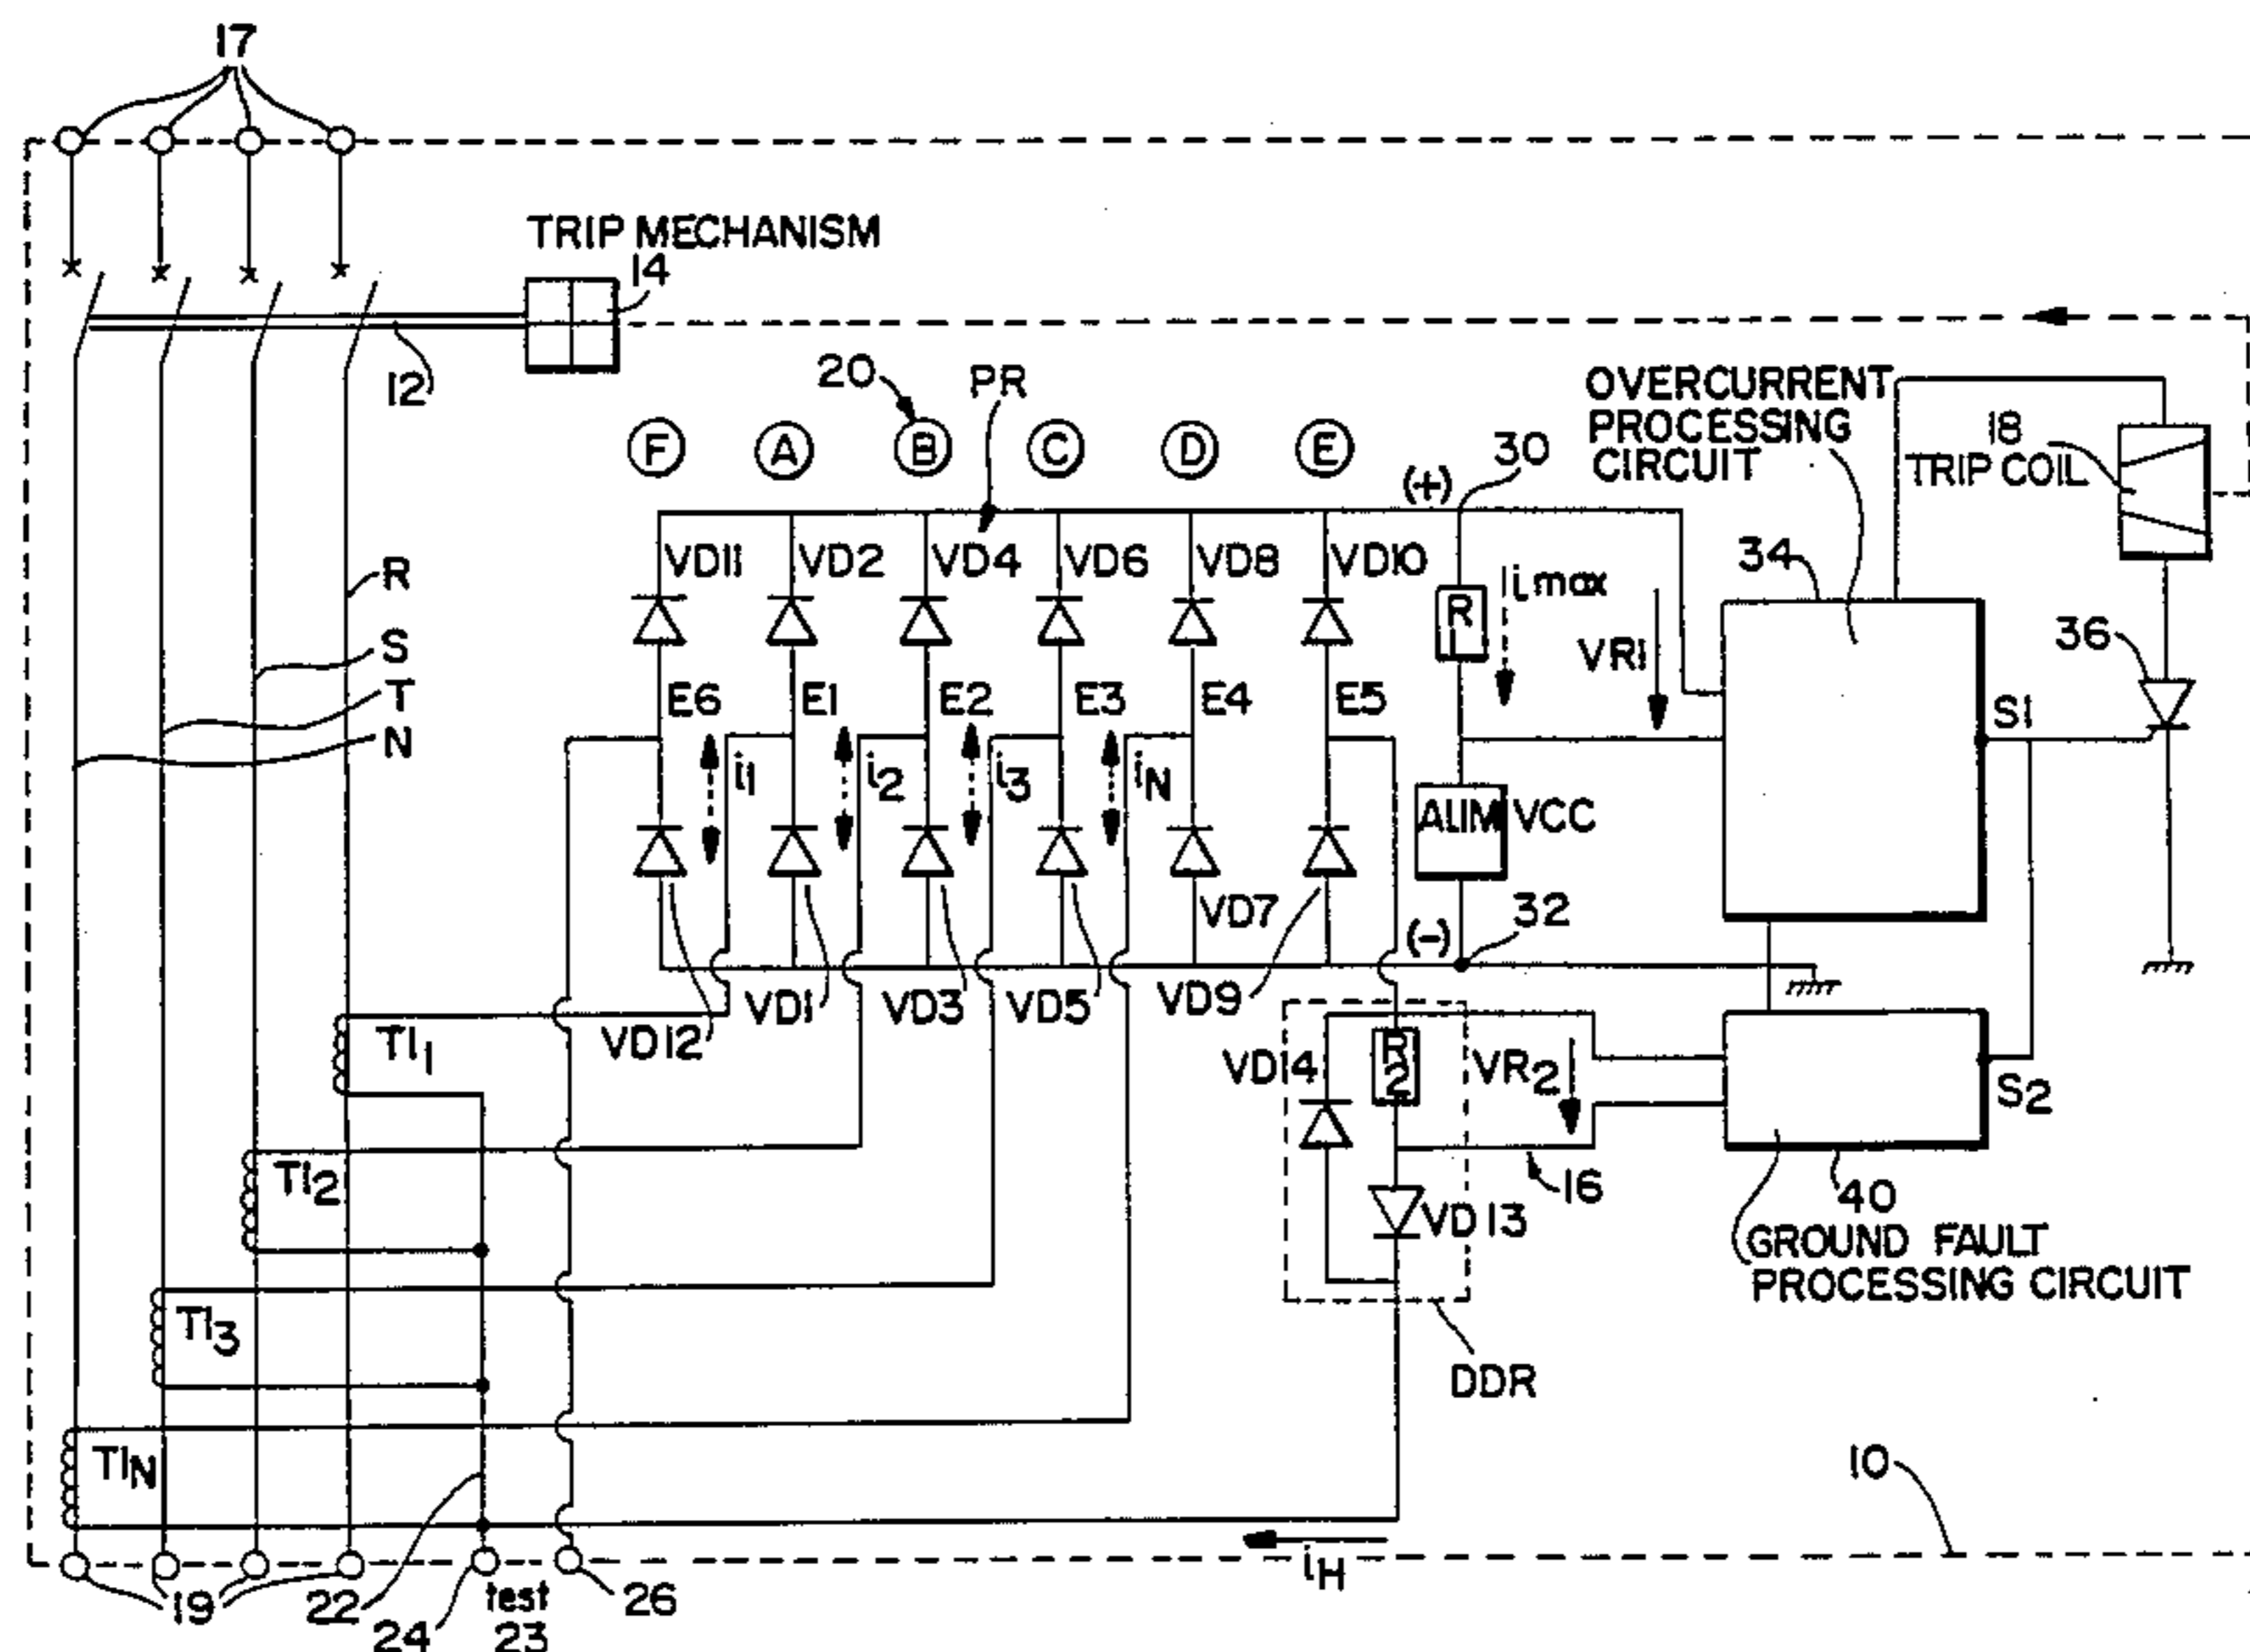 17
TRIP MECHANISM
14
12
20
PR
OVERCURRENT
PROCESSING
CIRCUIT
18
TRIP COIL
F
A
B
C
D
E
(+)
30
34
36
VD11
VD2
VD4
VD6
VD8
VD10
R1
i max
VR1
R
S
T
N
E6
E1
E2
E3
E4
E5
S1
i1
i2
i3
iN
ALIM
VCC
VD7
(-)
32
VD12
VD1
VD3
VD5
VD9
TI1
VD14
R2
VR2
S2
TI2
16
40
VD13
GROUND FAULT
PROCESSING CIRCUIT
TI3
DDR
TIN
10
iH
19
22
24
test
23
26